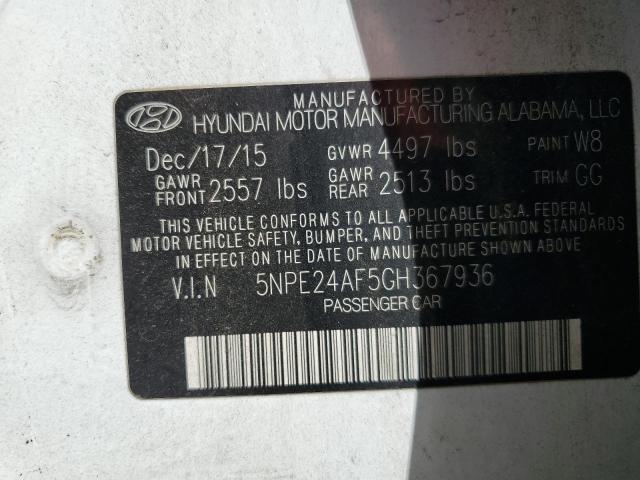 MANUFACTURED BY
HYUNDAI MOTOR MANUFACTURING ALABAMA, LLC
Dec/17/15 GVWR 4497 lbs PAINT W8
GAWR FRONT 2557 lbs GAWR REAR 2513 lbs TRIM GG
THIS VEHICLE CONFORMS TO ALL APPLICABLE U.S.A. FEDERAL
MOTOR VEHICLE SAFETY, BUMPER, AND THEFT PREVENTION STANDARDS
IN EFFECT ON THE DATE OF MANUFACTURE SHOWN ABOVE.
V.I.N 5NPE24AF5GH367936
PASSENGER CAR